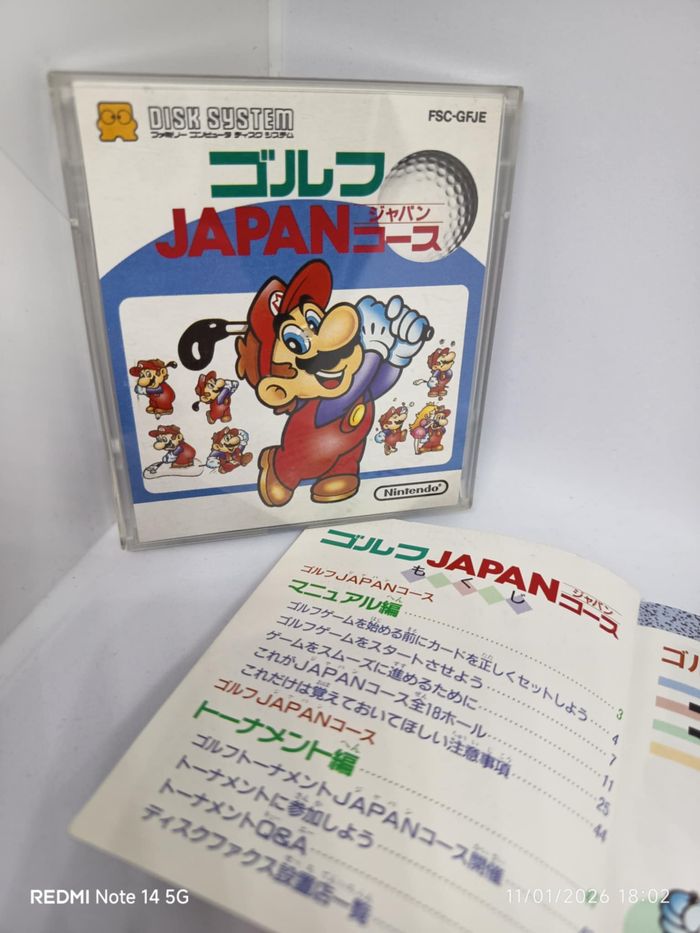 DISK SYSTEM
ファミリー コンピュータ ディスク システム
FSC-GFJE
ゴルフ
JAPANコース
ジャパン
M
Nintendo®
ゴルフJAPANコース
ジャパン
もくじ
ゴルフJAPANコース
マニュアル編
ゴルフゲームを始める前にカードを正しくセットしよう 3
ゴルフゲームをスタートさせよう 4
ゲームをスムーズに進めるために 7
これがJAPANコース全18ホール 11
これだけは覚えておいてほしい注意事項 25
ゴルフJAPANコース 44
トーナメント編
ゴルフトーナメントJAPANコース開催
トーナメントに参加しよう
トーナメントQ&A
ディスクファックス設置店一覧
REDMI Note 14 5G
11/01/2026 18:02